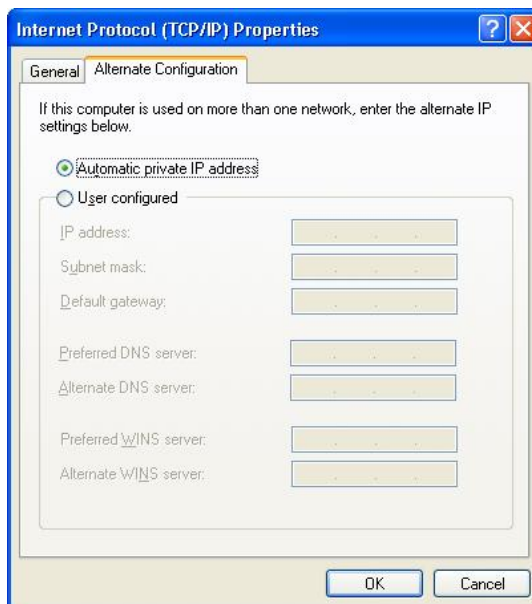 Internet Protocol (TCP/IP) Properties
General
Alternate Configuration
If this computer is used on more than one network, enter the alternate IP
settings below.
Automatic private IP address
User configured
IP address:
Subnet mask:
Default gateway:
Preferred DNS server:
Alternate DNS server:
Preferred WINS server:
Alternate WINS server:
OK
Cancel